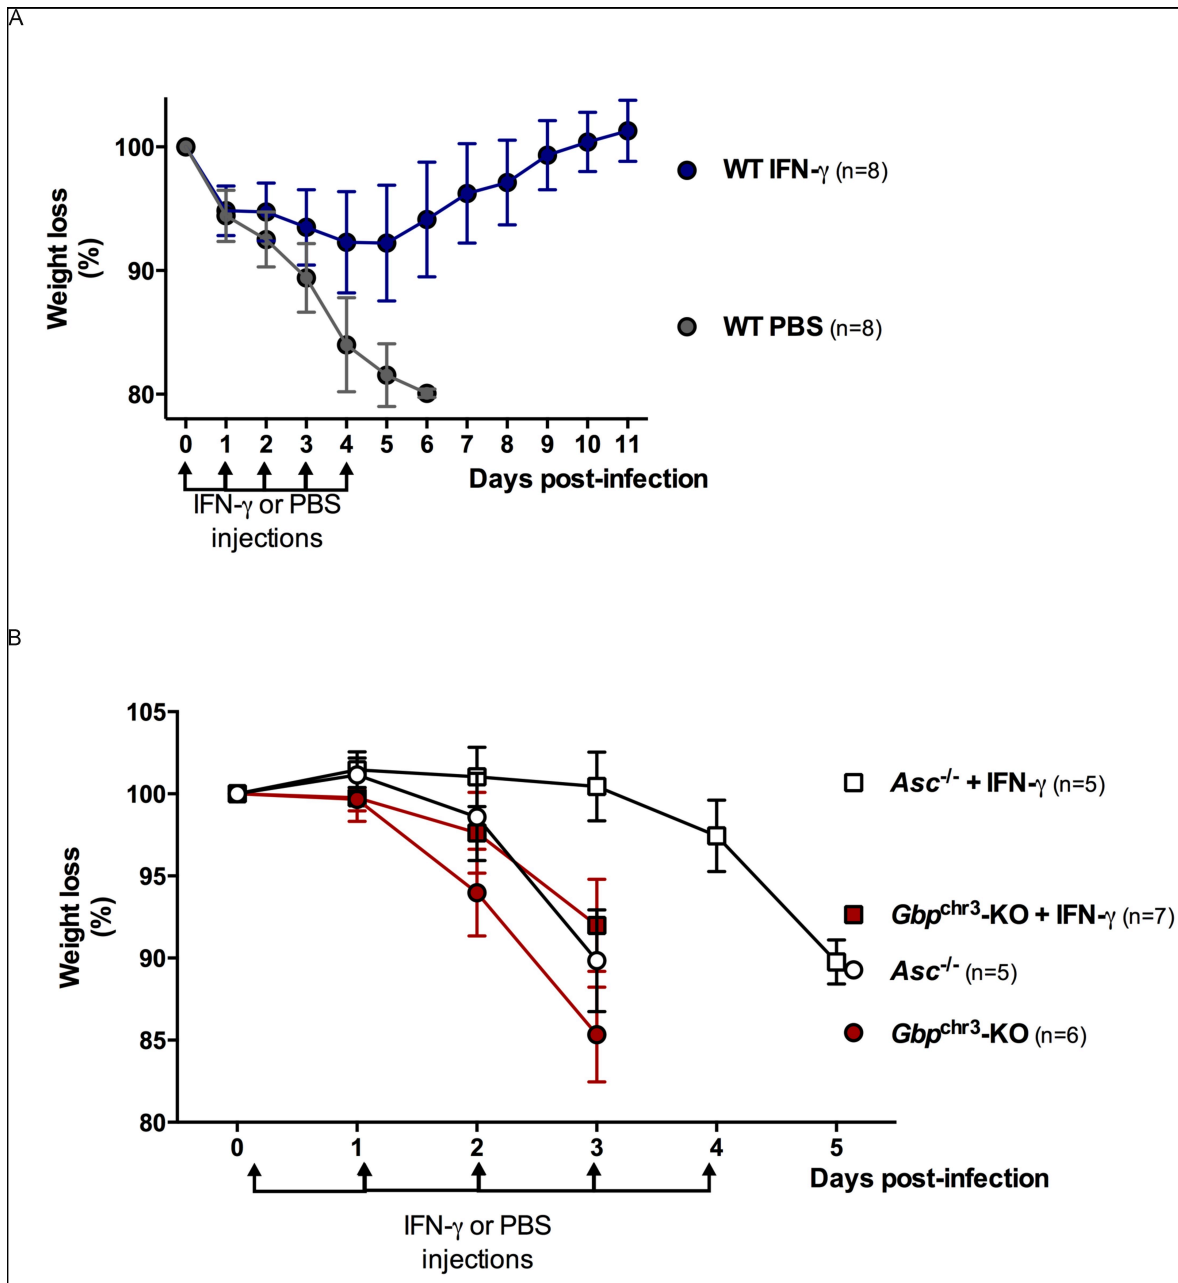 A
100
90
80
Weight loss
(%)
WT IFN-γ (n=8)
WT PBS (n=8)
0 1 2 3 4 5 6 7 8 9 10 11
Days post-infection
IFN-γ or PBS
injections
B
105
100
95
90
85
80
Weight loss
(%)
Asc-/- + IFN-γ (n=5)
Gbpchr3-KO + IFN-γ (n=7)
Asc-/- (n=5)
Gbpchr3-KO (n=6)
0 1 2 3 4 5
Days post-infection
IFN-γ or PBS
injections